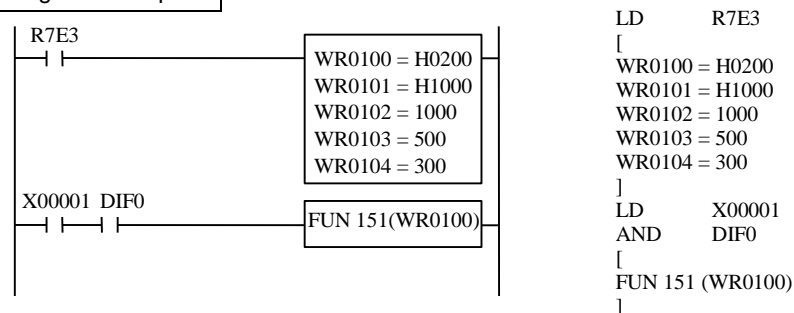 R7E3
WR0100 = H0200
WR0101 = H1000
WR0102 = 1000
WR0103 = 500
WR0104 = 300
X00001 DIF0
FUN 151(WR0100)
LD R7E3
[
WR0100 = H0200
WR0101 = H1000
WR0102 = 1000
WR0103 = 500
WR0104 = 300
]
LD X00001
AND DIF0
[
FUN 151 (WR0100)
]